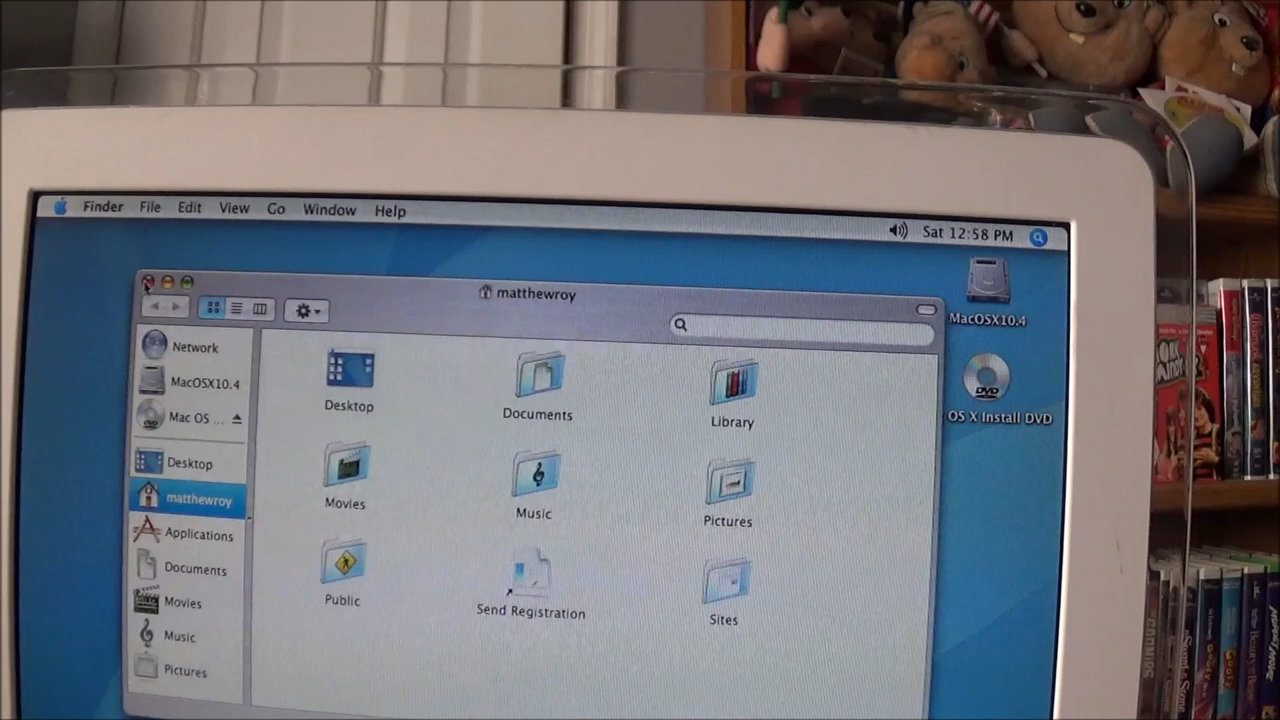 Finder File Edit View Go Window Help
Sat 12:58 PM
matthewroy
Network
MacOSX10.4
Mac OS ...
Desktop
matthewroy
Applications
Documents
Movies
Music
Pictures
Desktop
Documents
Library
Movies
Music
Pictures
Public
Send Registration
Sites
MacOSX10.4
DVD
OS X Install DVD